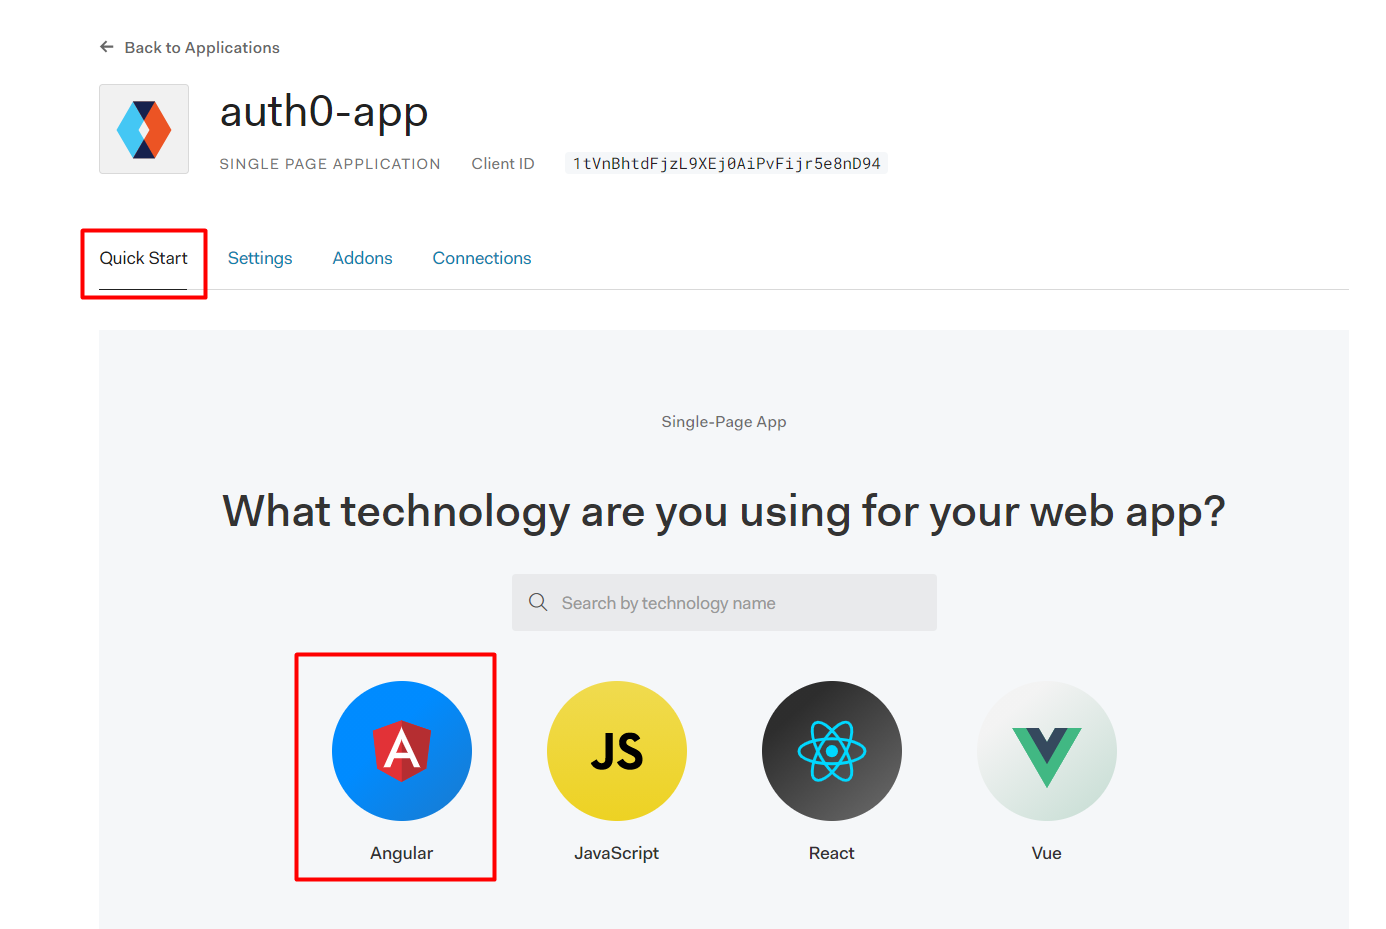 Back to Applications
auth0-app
SINGLE PAGE APPLICATION Client ID 1tVnBhtdFjzL9XEj0AiPvFijr5e8nD94
Quick Start Settings Addons Connections
Single-Page App
What technology are you using for your web app?
Search by technology name
JS
Angular JavaScript React Vue